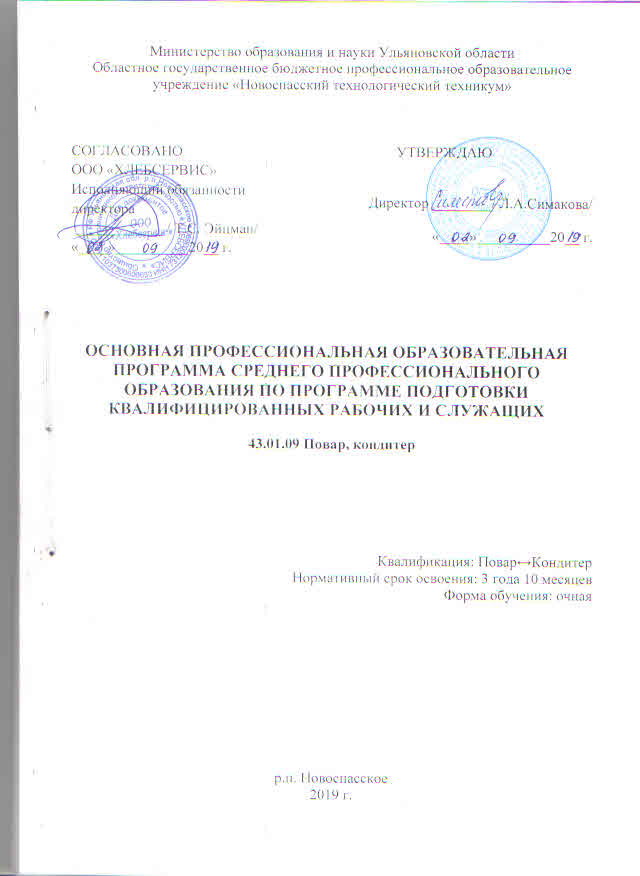 Министерство образования и науки Ульяновской области
Областное государственное бюджетное профессиональное образовательное
учреждение «Новоспасский технологический техникум»
СОГЛАСОВАНО
ООО «ХЛЕБСЕРВИС»
Исполняющий обязанности
директора
/Е.С. Эйцман/
«02» 09 2019 г.
УТВЕРЖДАЮ
Директор /Л.А.Симакова/
«02» 09 2019 г.
ОСНОВНАЯ ПРОФЕССИОНАЛЬНАЯ ОБРАЗОВАТЕЛЬНАЯ
ПРОГРАММА СРЕДНЕГО ПРОФЕССИОНАЛЬНОГО
ОБРАЗОВАНИЯ ПО ПРОГРАММЕ ПОДГОТОВКИ
КВАЛИФИЦИРОВАННЫХ РАБОЧИХ И СЛУЖАЩИХ
43.01.09 Повар, кондитер
Квалификация: Повар↔Кондитер
Нормативный срок освоения: 3 года 10 месяцев
Форма обучения: очная
р.п. Новоспасское
2019 г.